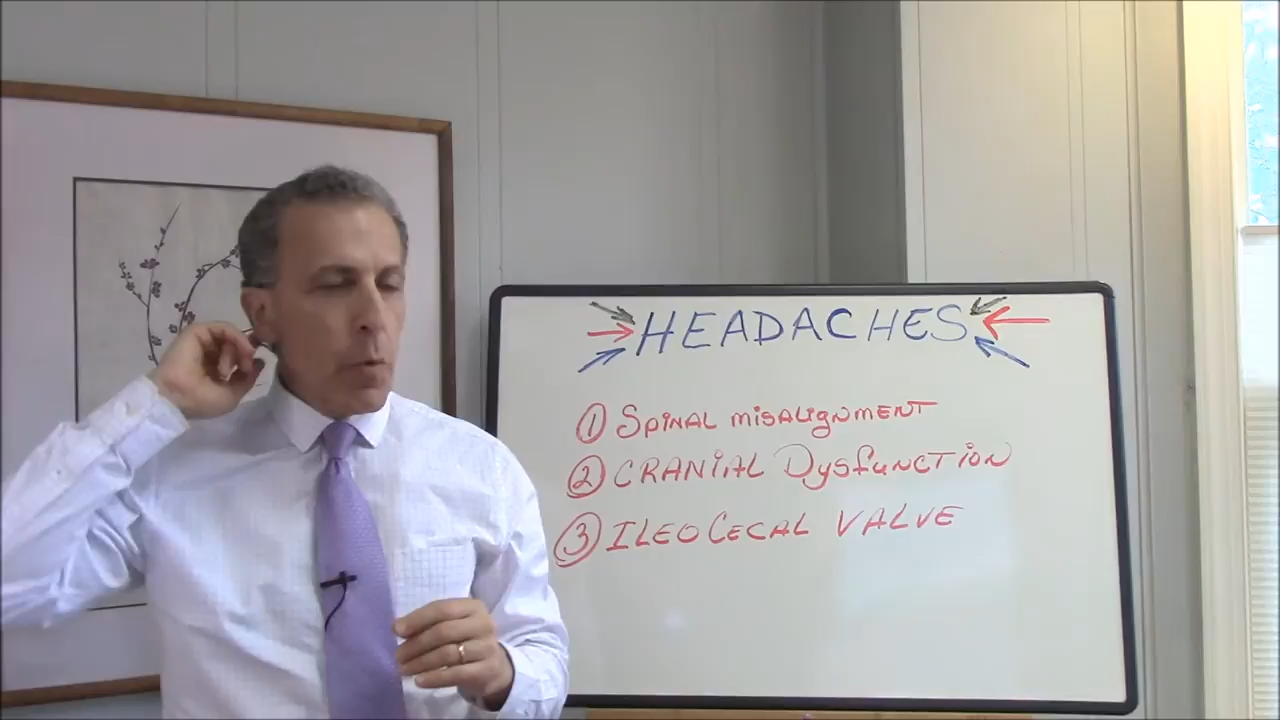 HEADACHES
① Spinal misalignment
② CRANIAL Dysfunction
③ ILEOCECAL VALVE